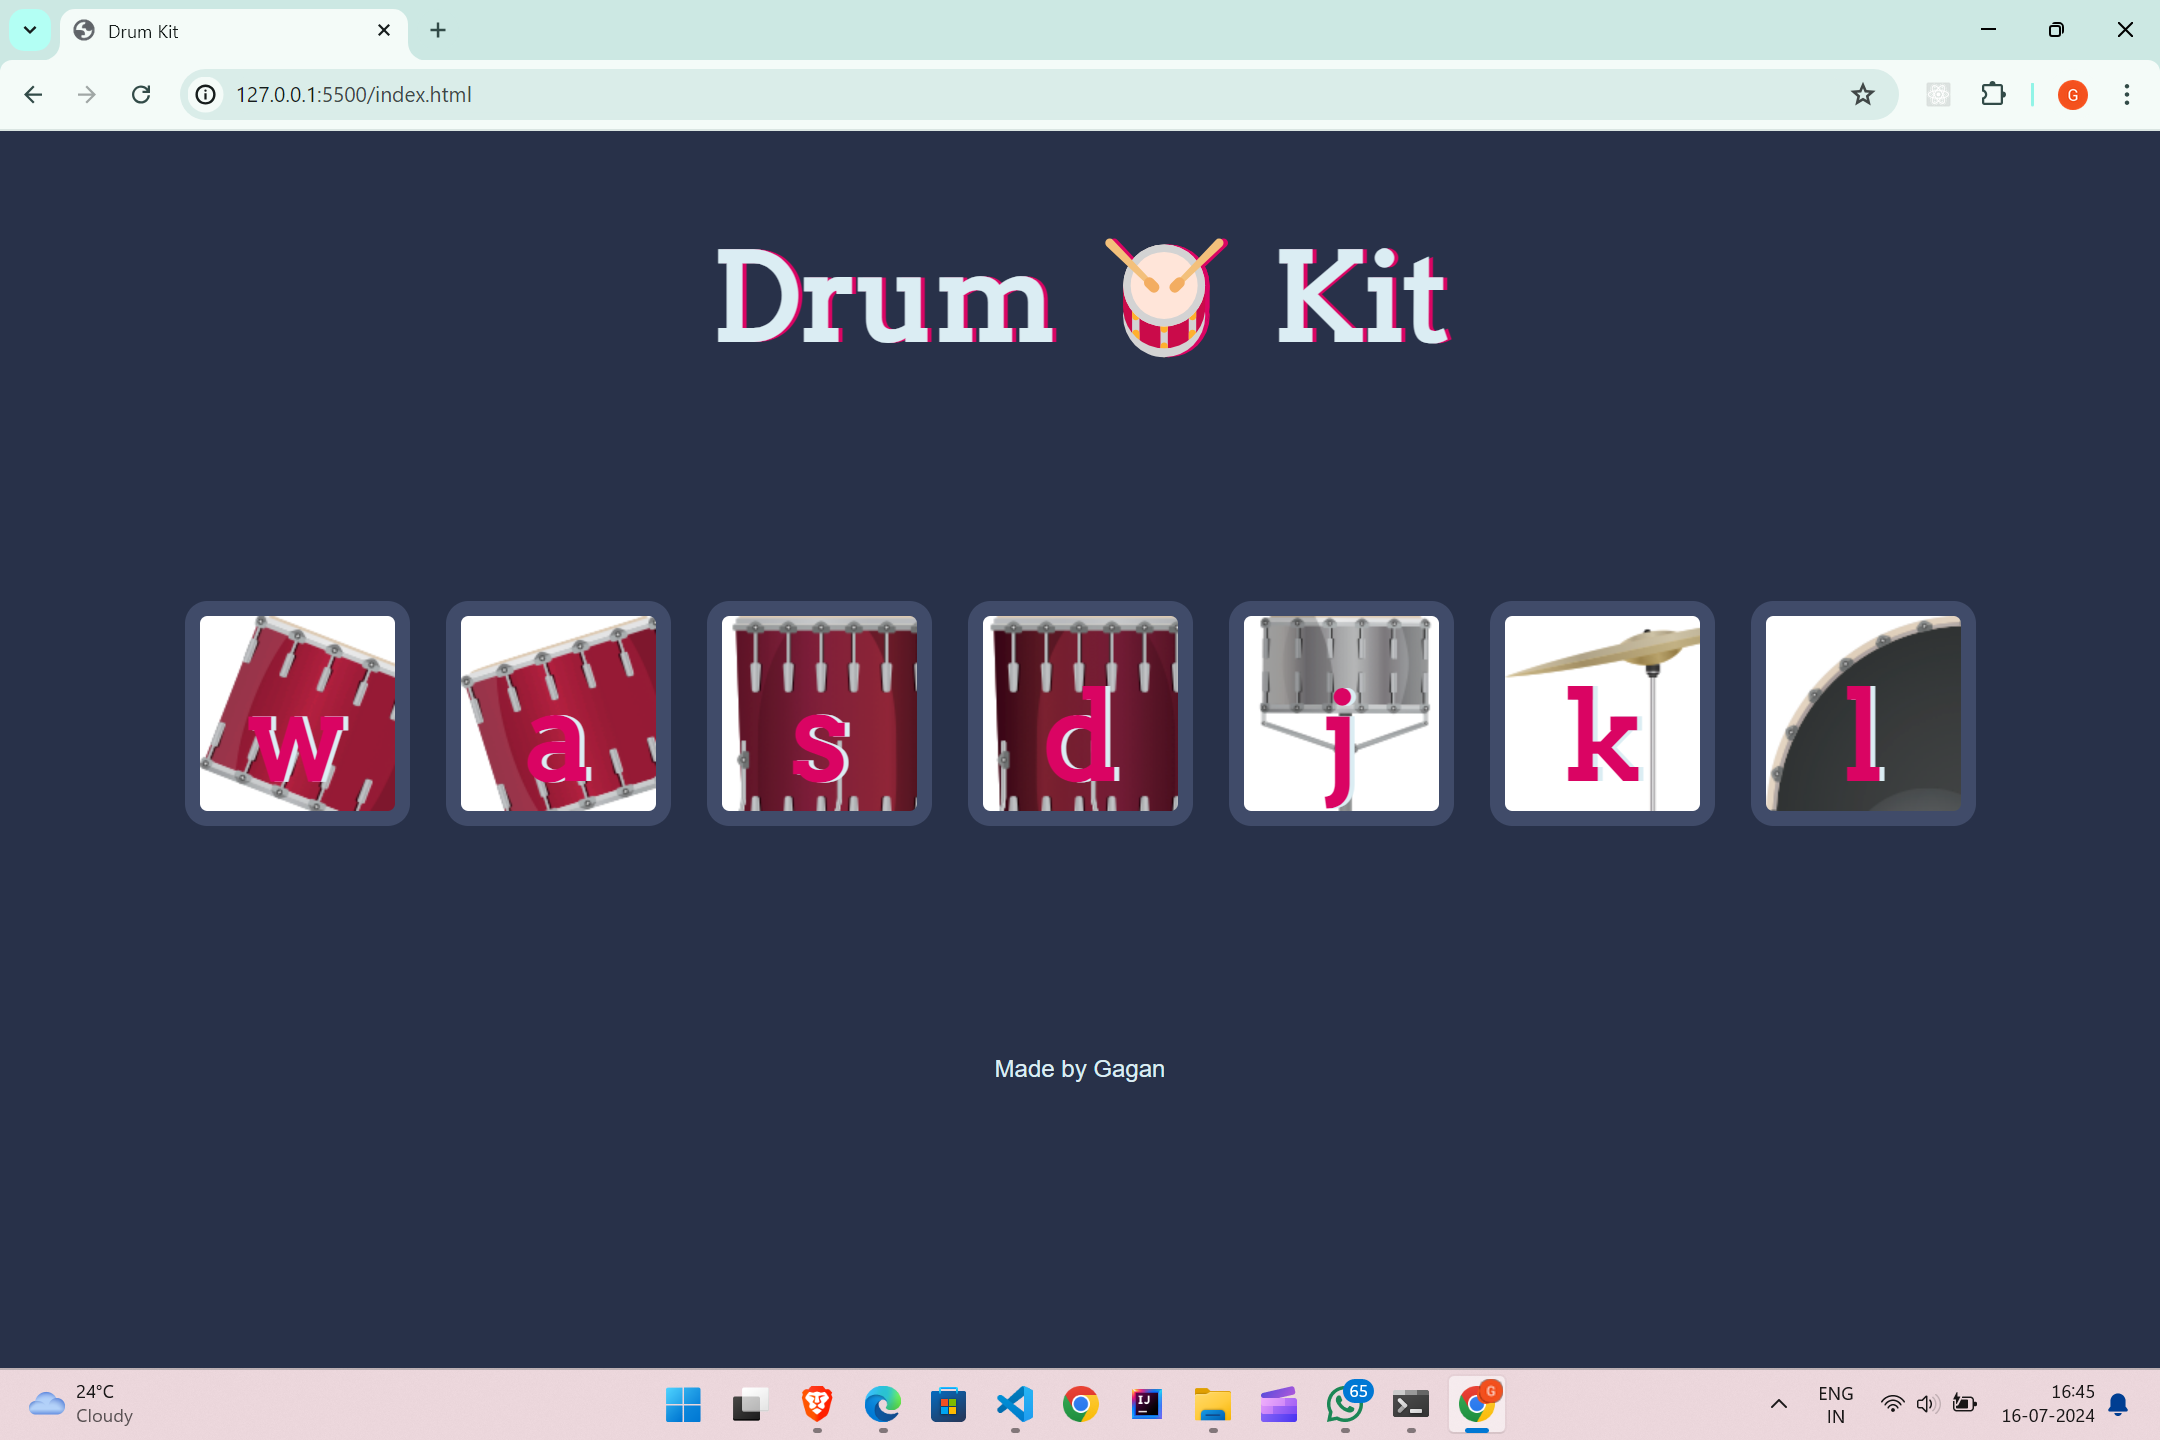 Drum Kit
127.0.0.1:5500/index.html
G
Drum Kit
w a s d j k l
Made by Gagan
24°C
Cloudy
IJ
65
G
ENG
IN
16:45
16-07-2024